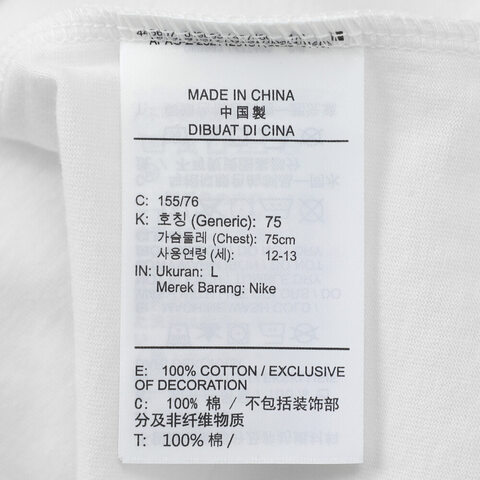 MADE IN CHINA
中国製
DIBUAT DI CINA
C: 155/76
K: 호칭 (Generic): 75
가슴둘레 (Chest): 75cm
사용연령 (세): 12-13
IN: Ukuran: L
Merek Barang: Nike
E: 100% COTTON / EXCLUSIVE
OF DECORATION
C: 100% 棉 / 不包括装饰部
分及非纤维物质
T: 100% 棉 /